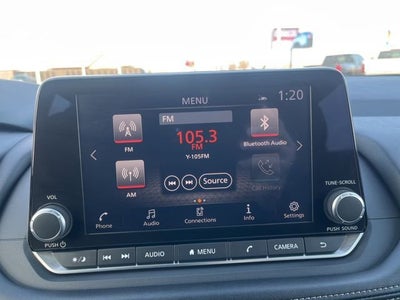 MENU
1:20
FM
105.3
FM
Y-105FM
FM
Bluetooth Audio
AM
Source
Call History
VOL
TUNE·SCROLL
Phone
Audio
Connections
Info
Settings
PUSH
PUSH SOUND
AUDIO
MENU
CAMERA